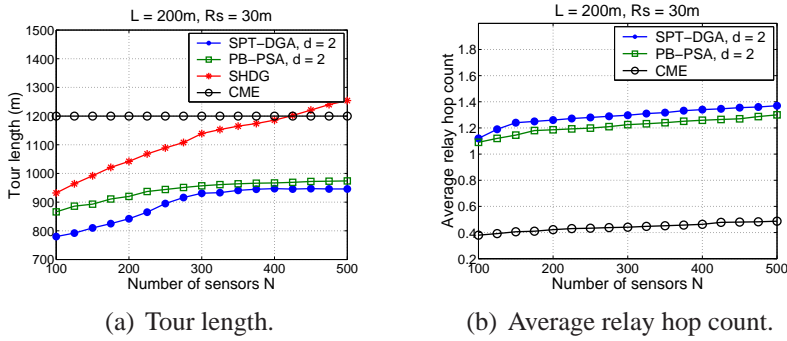 L = 200m, Rs = 30m
1500
1400
1300
1200
1100
1000
900
800
700
Tour length (m)
SPT−DGA, d = 2
PB−PSA, d = 2
SHDG
CME
100 200 300 400 500
Number of sensors N
(a) Tour length.
L = 200m, Rs = 30m
1.8
1.6
1.4
1.2
1
0.8
0.6
0.4
0.2
Average relay hop count
SPT−DGA, d = 2
PB−PSA, d = 2
CME
100 200 300 400 500
Number of sensors N
(b) Average relay hop count.